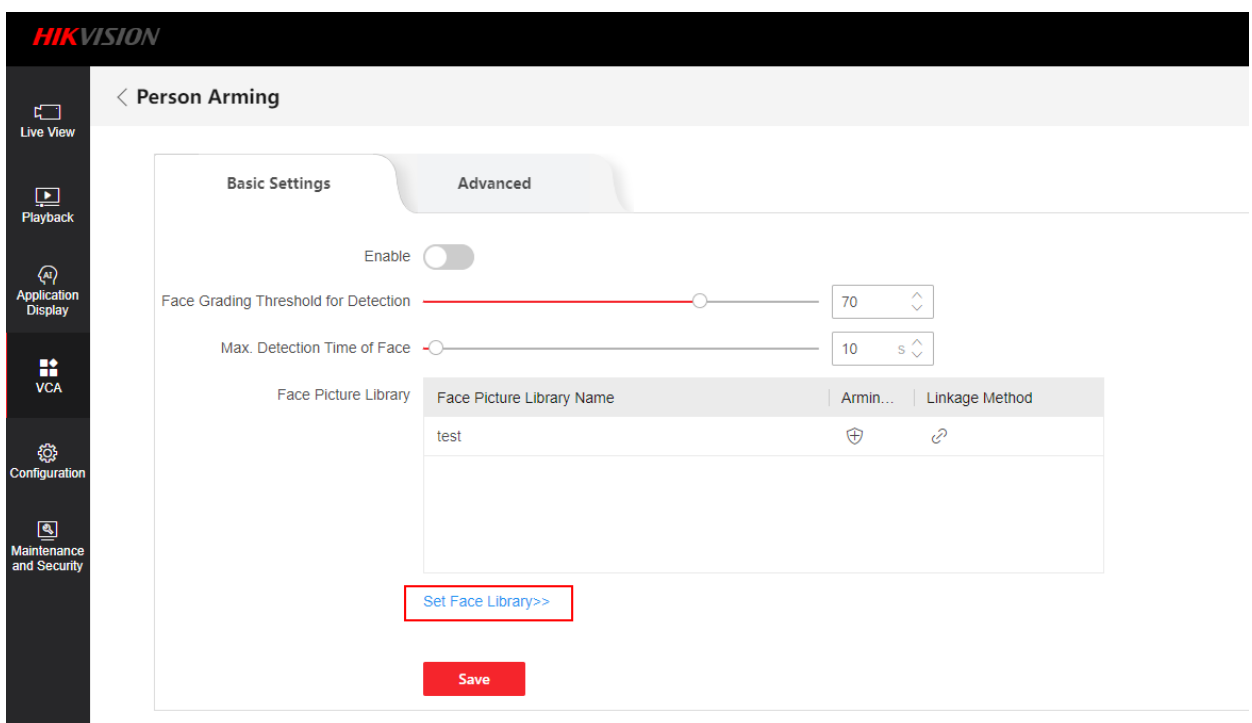 HIKVISION
Live View
Playback
AI
Application
Display
VCA
Configuration
Maintenance
and Security
Person Arming
Basic Settings Advanced
Enable
Face Grading Threshold for Detection 70
Max. Detection Time of Face 10 s
Face Picture Library Face Picture Library Name Armin... Linkage Method
test
Set Face Library>>
Save